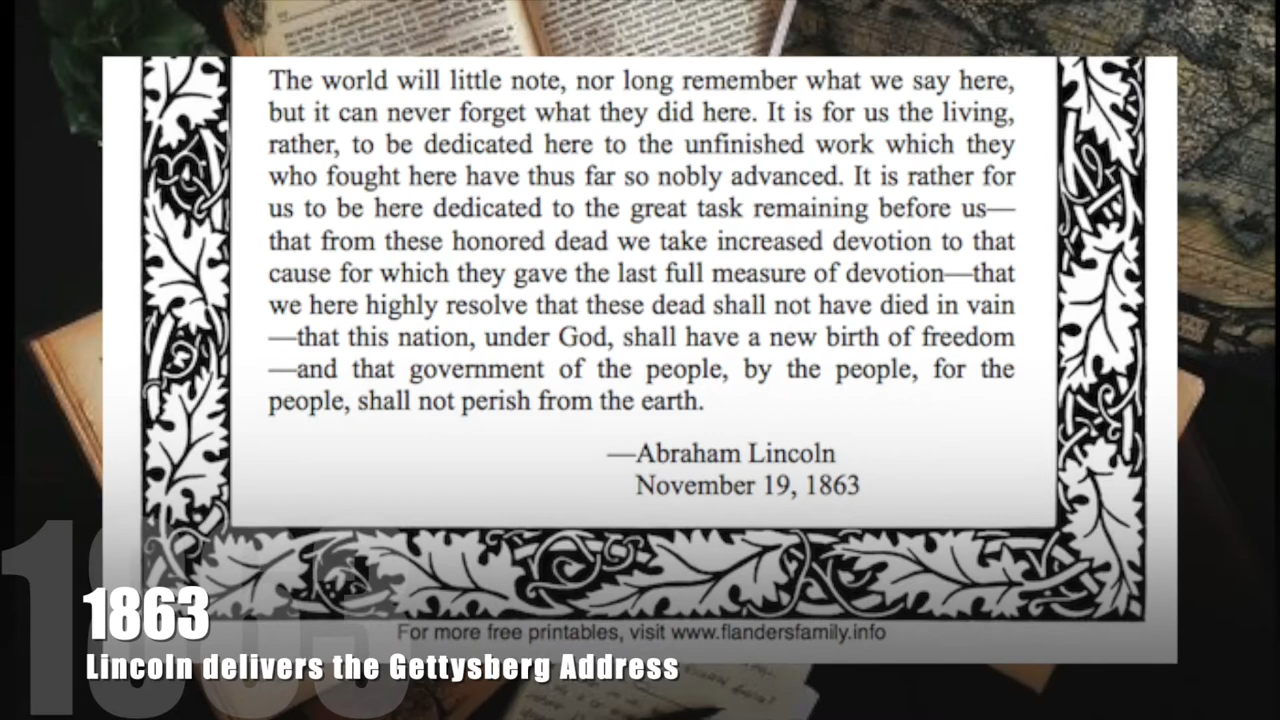 The world will little note, nor long remember what we say here,
but it can never forget what they did here. It is for us the living,
rather, to be dedicated here to the unfinished work which they
who fought here have thus far so nobly advanced. It is rather for
us to be here dedicated to the great task remaining before us—
that from these honored dead we take increased devotion to that
cause for which they gave the last full measure of devotion—that
we here highly resolve that these dead shall not have died in vain
—that this nation, under God, shall have a new birth of freedom
—and that government of the people, by the people, for the
people, shall not perish from the earth.
—Abraham Lincoln
November 19, 1863
1863
1863
For more free printables, visit www.flandersfamily.info
Lincoln delivers the Gettysberg Address